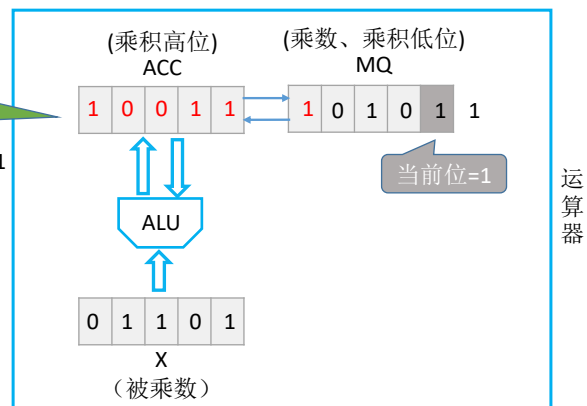 (乘积高位)
ACC
(乘数、乘积低位)
MQ
1 0 0 1 1
1 0 1 0 1 1
1
当前位=1
ALU
0 1 1 0 1
X
（被乘数）
运算器